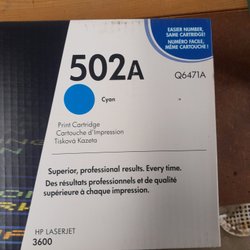 EASIER NUMBER,
SAME CARTRIDGE!
NUMÉRO FACILE,
MÊME CARTOUCHE !
502A
Q6471A
Cyan
Print Cartridge
Cartouche d'Impression
Tisková Kazeta
Superior, professional results. Every time.
Des résultats professionnels et de qualité
supérieure à chaque impression.
HP LASERJET
3600